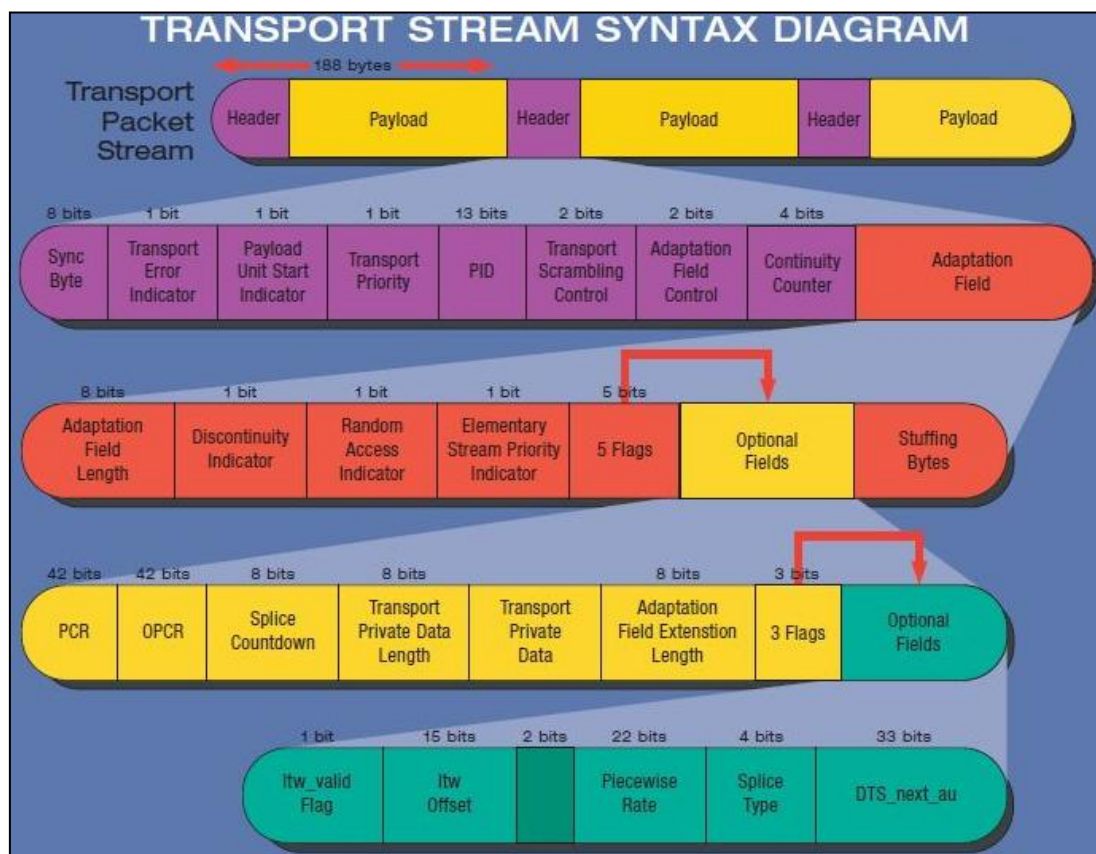 TRANSPORT STREAM SYNTAX DIAGRAM
188 bytes
Transport
Packet
Stream
Header
Payload
Header
Payload
Header
Payload
8 bits
1 bit
1 bit
1 bit
13 bits
2 bits
2 bits
4 bits
Sync
Byte
Transport
Error
Indicator
Payload
Unit Start
Indicator
Transport
Priority
PID
Transport
Scrambling
Control
Adaptation
Field
Control
Continuity
Counter
Adaptation
Field
8 bits
1 bit
1 bit
1 bit
5 bits
Adaptation
Field
Length
Discontinuity
Indicator
Random
Access
Indicator
Elementary
Stream Priority
Indicator
5 Flags
Optional
Fields
Stuffing
Bytes
42 bits
42 bits
8 bits
8 bits
8 bits
3 bits
PCR
OPCR
Splice
Countdown
Transport
Private Data
Length
Transport
Private
Data
Adaptation
Field Extenstion
Length
3 Flags
Optional
Fields
1 bit
15 bits
2 bits
22 bits
4 bits
33 bits
ltw_valid
Flag
ltw
Offset
Piecewise
Rate
Splice
Type
DTS_next_au